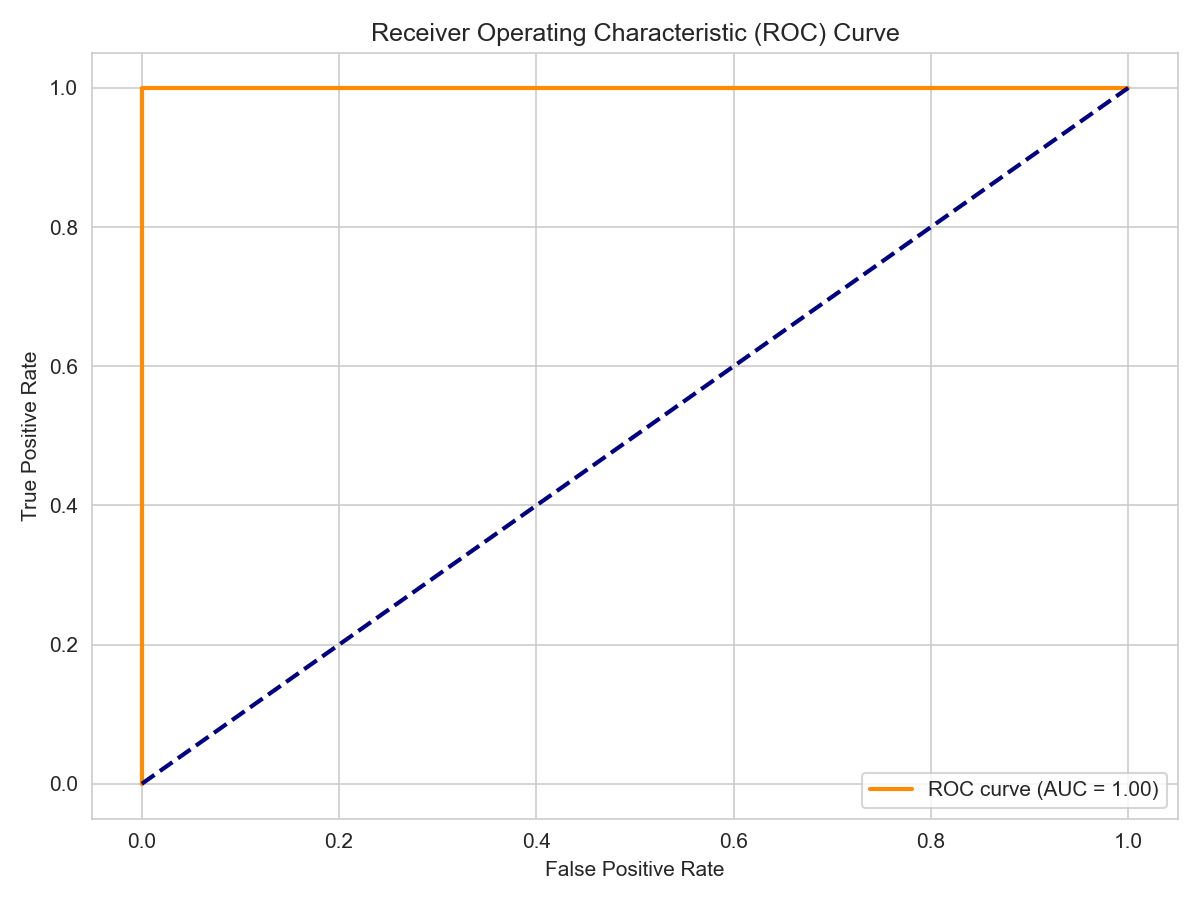 Receiver Operating Characteristic (ROC) Curve
True Positive Rate
1.0
0.8
0.6
0.4
0.2
0.0
ROC curve (AUC = 1.00)
0.0 0.2 0.4 0.6 0.8 1.0
False Positive Rate